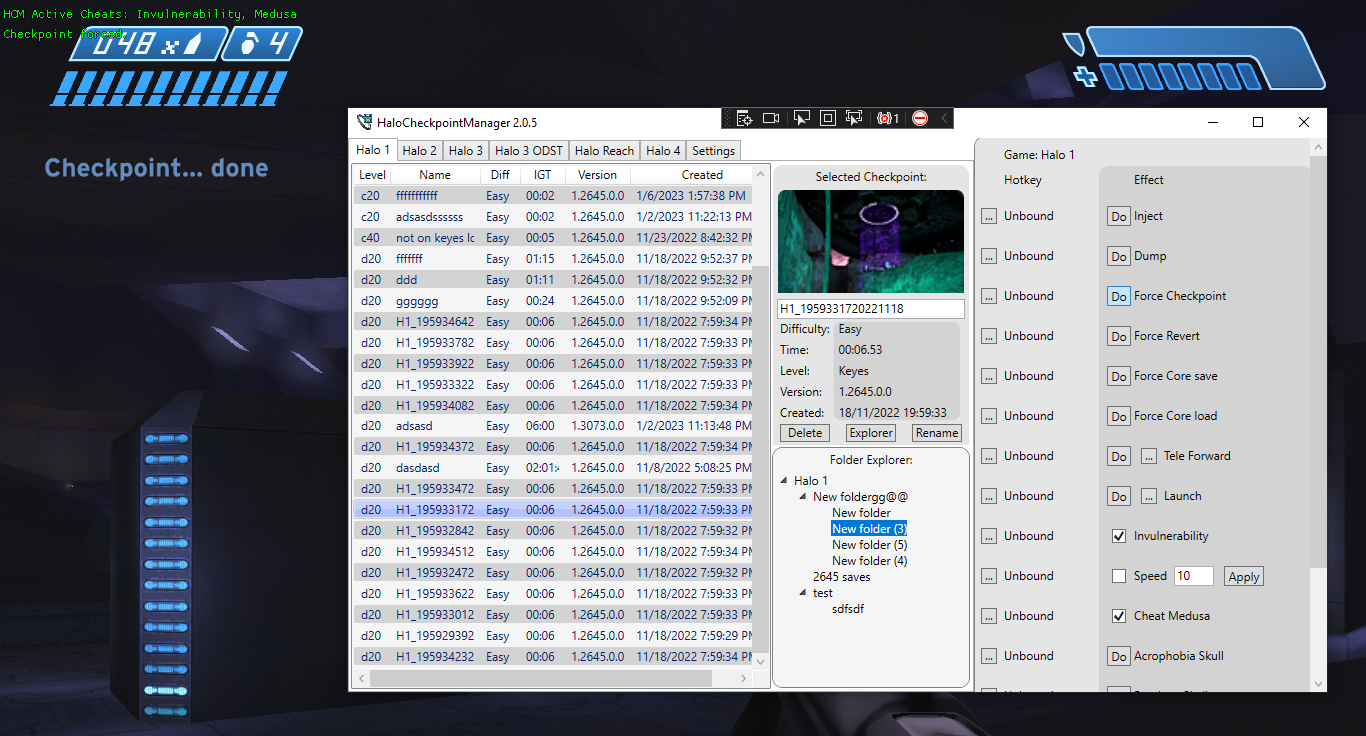 HCM Active Cheats: Invulnerability, Medusa
Checkpoint forced
048 x
4
Checkpoint... done
HaloCheckpointManager 2.0.5
1
Halo 1 Halo 2 Halo 3 Halo 3 ODST Halo Reach Halo 4 Settings
Level Name Diff IGT Version Created
c20 fffffffffff Easy 00:02 1.2645.0.0 1/6/2023 1:57:38 PM
c20 adsasdssssss Easy 00:02 1.2645.0.0 1/2/2023 11:22:13 PM
c40 not on keyes lo Easy 00:05 1.2645.0.0 11/23/2022 8:42:32 PM
d20 fffffff Easy 01:15 1.2645.0.0 11/18/2022 9:52:37 PM
d20 ddd Easy 01:11 1.2645.0.0 11/18/2022 9:52:32 PM
d20 gggggg Easy 00:24 1.2645.0.0 11/18/2022 9:52:09 PM
d20 H1_195934642 Easy 00:06 1.2645.0.0 11/18/2022 7:59:34 PM
d20 H1_195933782 Easy 00:06 1.2645.0.0 11/18/2022 7:59:33 PM
d20 H1_195933922 Easy 00:06 1.2645.0.0 11/18/2022 7:59:33 PM
d20 H1_195933322 Easy 00:06 1.2645.0.0 11/18/2022 7:59:33 PM
d20 H1_195934082 Easy 00:06 1.2645.0.0 11/18/2022 7:59:34 PM
d20 adsasd Easy 06:00 1.3073.0.0 1/2/2023 11:13:48 PM
d20 H1_195934372 Easy 00:06 1.2645.0.0 11/18/2022 7:59:34 PM
d20 dasdasd Easy 02:01: 1.2645.0.0 11/8/2022 5:08:25 PM
d20 H1_195933472 Easy 00:06 1.2645.0.0 11/18/2022 7:59:33 PM
d20 H1_195933172 Easy 00:06 1.2645.0.0 11/18/2022 7:59:33 PM
d20 H1_195932842 Easy 00:06 1.2645.0.0 11/18/2022 7:59:32 PM
d20 H1_195934512 Easy 00:06 1.2645.0.0 11/18/2022 7:59:34 PM
d20 H1_195932472 Easy 00:06 1.2645.0.0 11/18/2022 7:59:32 PM
d20 H1_195933622 Easy 00:06 1.2645.0.0 11/18/2022 7:59:33 PM
d20 H1_195933012 Easy 00:06 1.2645.0.0 11/18/2022 7:59:33 PM
d20 H1_195929392 Easy 00:06 1.2645.0.0 11/18/2022 7:59:29 PM
d20 H1_195934232 Easy 00:06 1.2645.0.0 11/18/2022 7:59:34 PM
Selected Checkpoint:
H1_1959331720221118
Difficulty: Easy
Time: 00:06.53
Level: Keyes
Version: 1.2645.0.0
Created: 18/11/2022 19:59:33
Delete Explorer Rename
Folder Explorer:
Halo 1
New foldergg@@
New folder
New folder (3)
New folder (5)
New folder (4)
2645 saves
test
sdfsdf
Game: Halo 1
Hotkey Effect
... Unbound Do Inject
... Unbound Do Dump
... Unbound Do Force Checkpoint
... Unbound Do Force Revert
... Unbound Do Force Core save
... Unbound Do Force Core load
... Unbound Do ... Tele Forward
... Unbound Do ... Launch
... Unbound Invulnerability
... Unbound Speed 10 Apply
... Unbound Cheat Medusa
... Unbound Do Acrophobia Skull